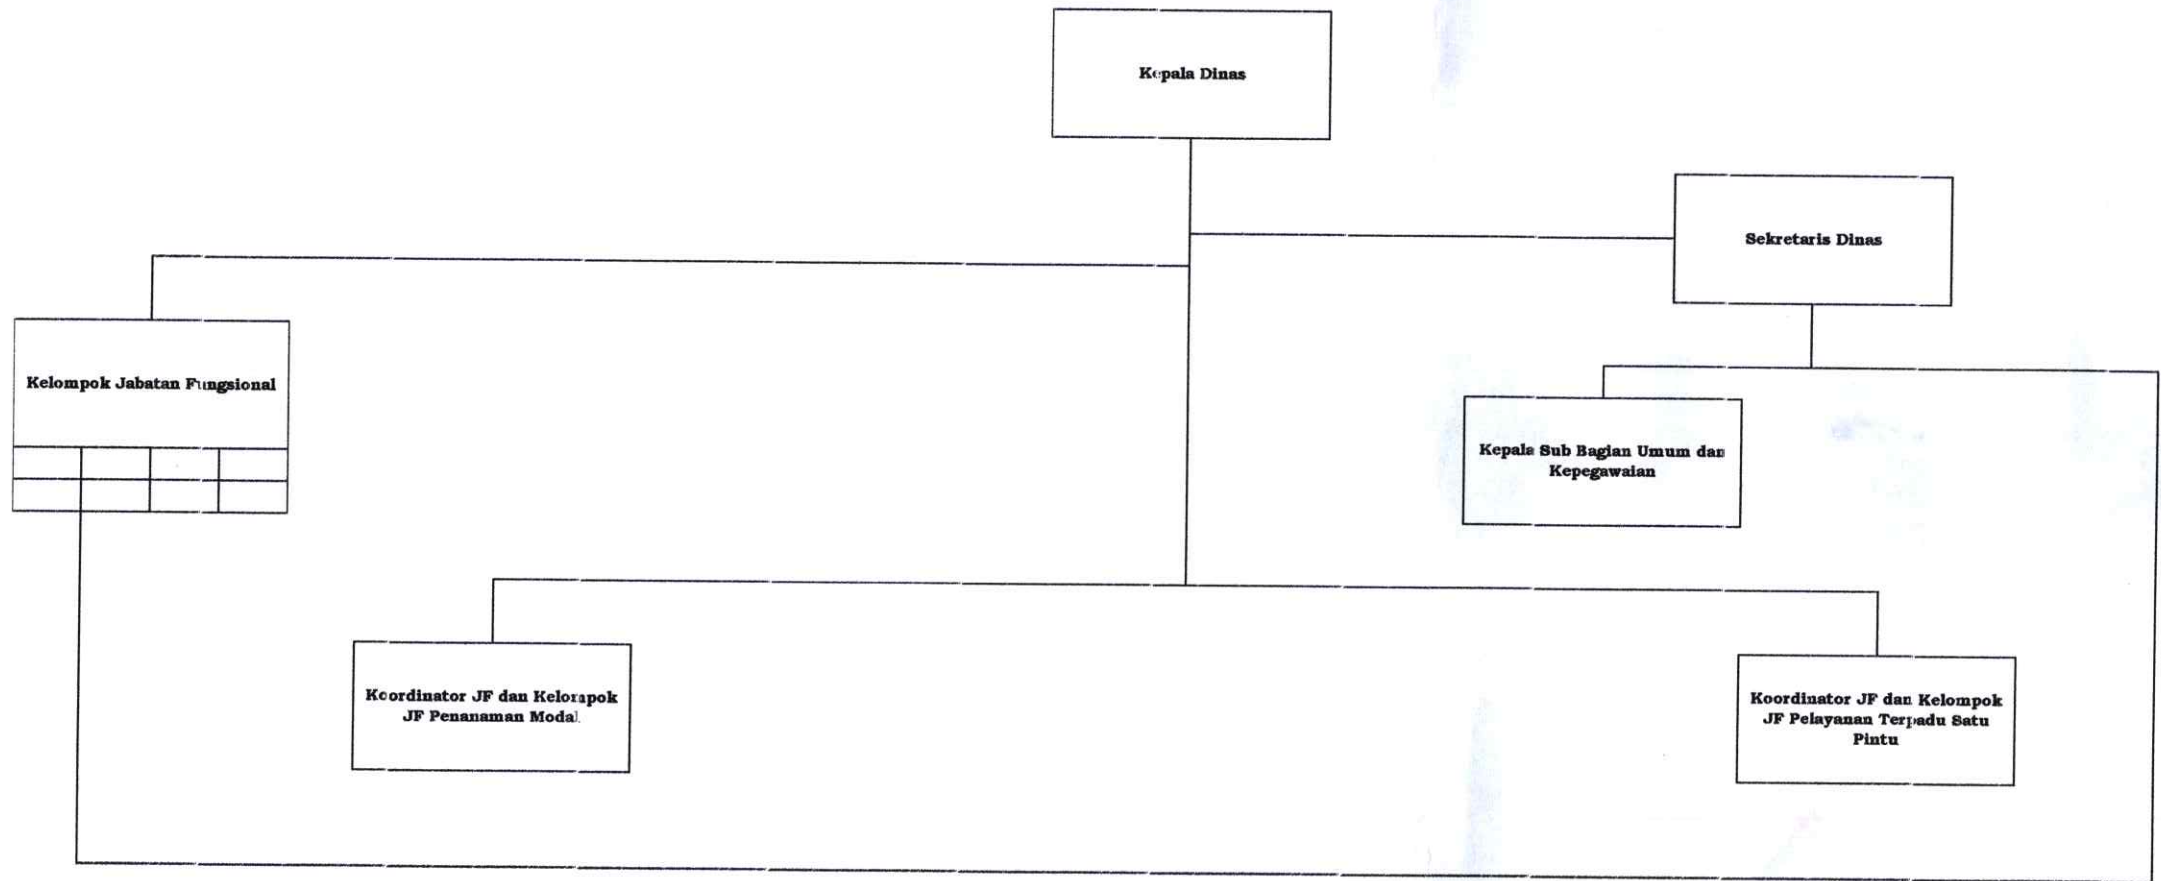 Kepala Dinas
Sekretaris Dinas
Kelompok Jabatan Fungsional
Kepala Sub Bagian Umum dan
Kepegawaian
Koordinator JF dan Kelompok
JF Penanaman Modal
Koordinator JF dan Kelompok
JF Pelayanan Terpadu Satu
Pintu